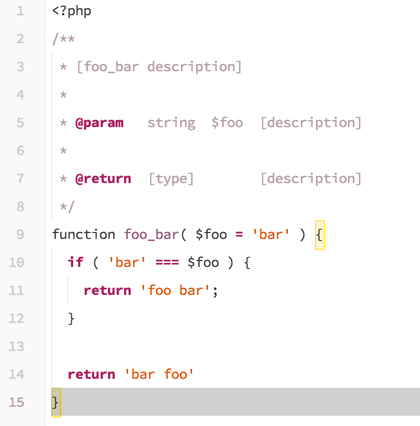 1 <?php
2 /**
3  * [foo_bar description]
4  *
5  * @param   string  $foo  [description]
6  *
7  * @return  [type]        [description]
8  */
9 function foo_bar( $foo = 'bar' ) {
10   if ( 'bar' === $foo ) {
11     return 'foo bar';
12   }
13
14   return 'bar foo'
15 }